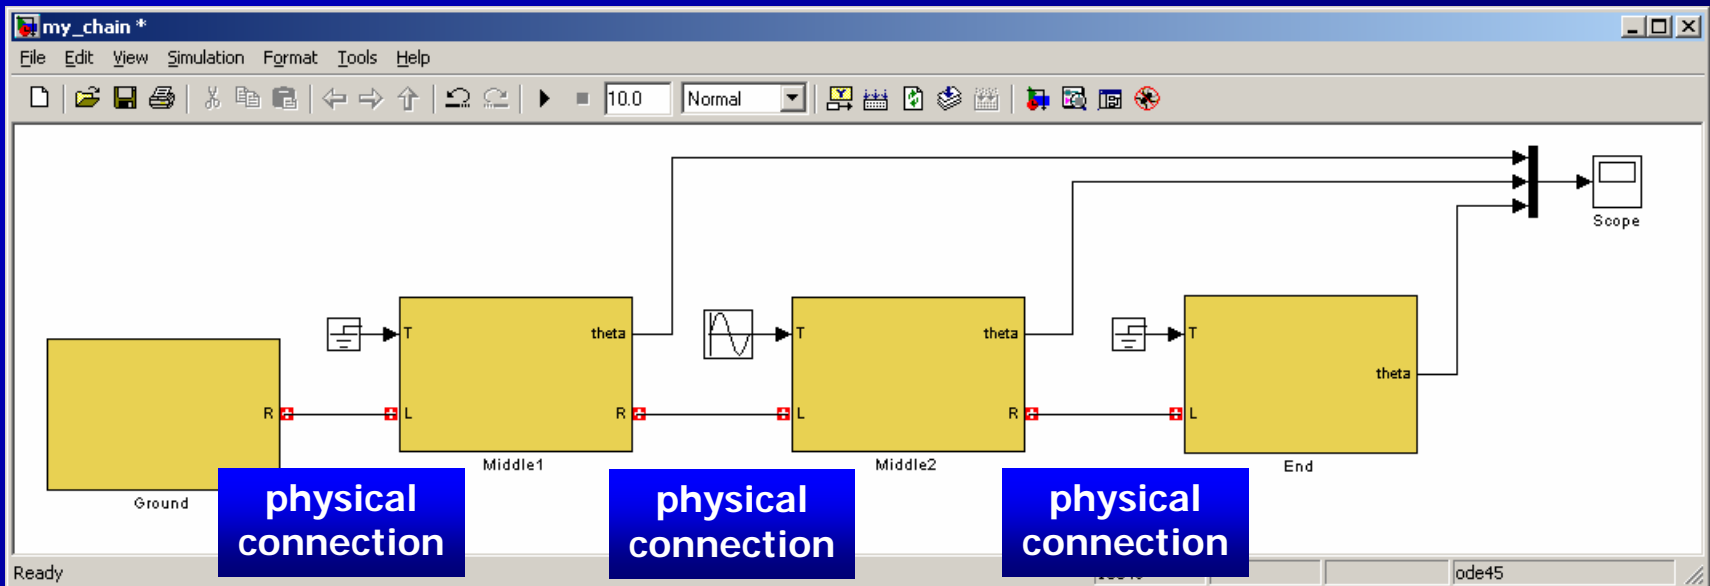 my_chain *
File Edit View Simulation Format Tools Help
10.0 Normal
Scope
T theta T theta T
theta
R L R L R L
Middle1 Middle2 End
Ground
physical
connection
physical
connection
physical
connection
Ready ode45